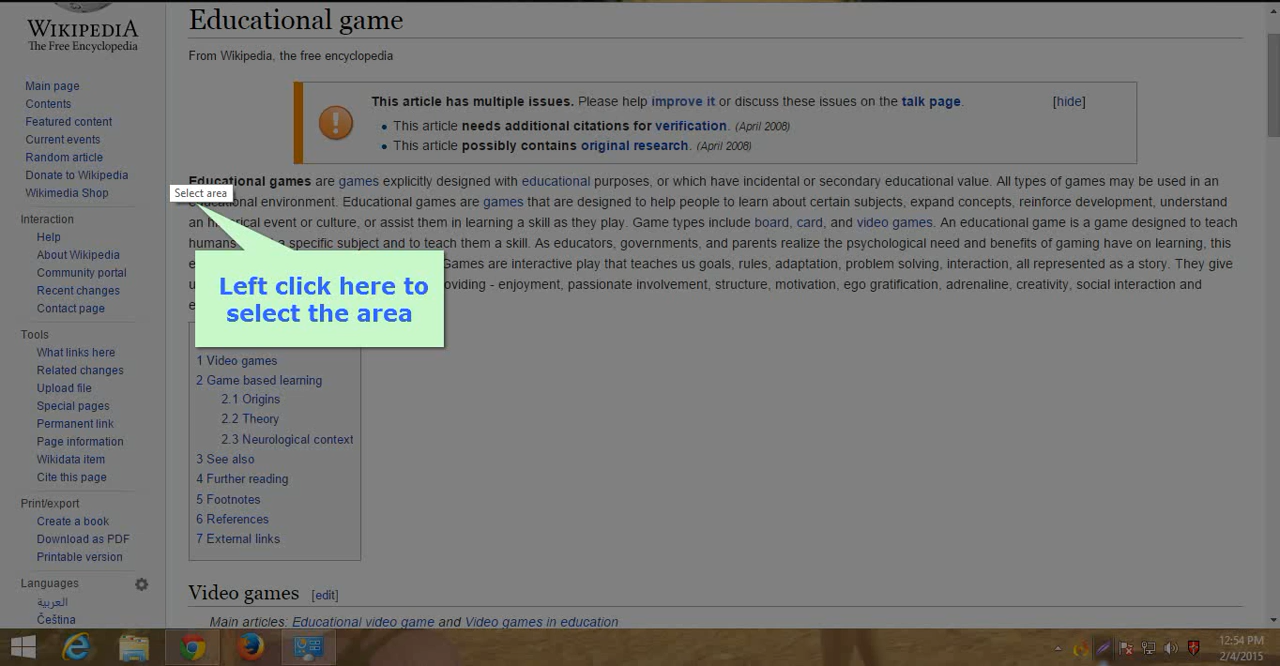 WIKIPEDIA
The Free Encyclopedia
Main page
Contents
Featured content
Current events
Random article
Donate to Wikipedia
Wikimedia Shop
Interaction
Help
About Wikipedia
Community portal
Recent changes
Contact page
Tools
What links here
Related changes
Upload file
Special pages
Permanent link
Page information
Wikidata item
Cite this page
Print/export
Create a book
Download as PDF
Printable version
Languages
العربية
Čeština
Educational game
From Wikipedia, the free encyclopedia
This article has multiple issues. Please help improve it or discuss these issues on the talk page. [hide]
• This article needs additional citations for verification. (April 2008)
• This article possibly contains original research. (April 2008)
Educational games are games explicitly designed with educational purposes, or which have incidental or secondary educational value. All types of games may be used in an
educational environment. Educational games are games that are designed to help people to learn about certain subjects, expand concepts, reinforce development, understand
an historical event or culture, or assist them in learning a skill as they play. Game types include board, card, and video games. An educational game is a game designed to teach
humans a specific subject and to teach them a skill. As educators, governments, and parents realize the psychological need and benefits of gaming have on learning, this
Games are interactive play that teaches us goals, rules, adaptation, problem solving, interaction, all represented as a story. They give
providing - enjoyment, passionate involvement, structure, motivation, ego gratification, adrenaline, creativity, social interaction and
Select area
Left click here to
select the area
1 Video games
2 Game based learning
2.1 Origins
2.2 Theory
2.3 Neurological context
3 See also
4 Further reading
5 Footnotes
6 References
7 External links
Video games [edit]
Main articles: Educational video game and Video games in education
12:54 PM
2/4/2015